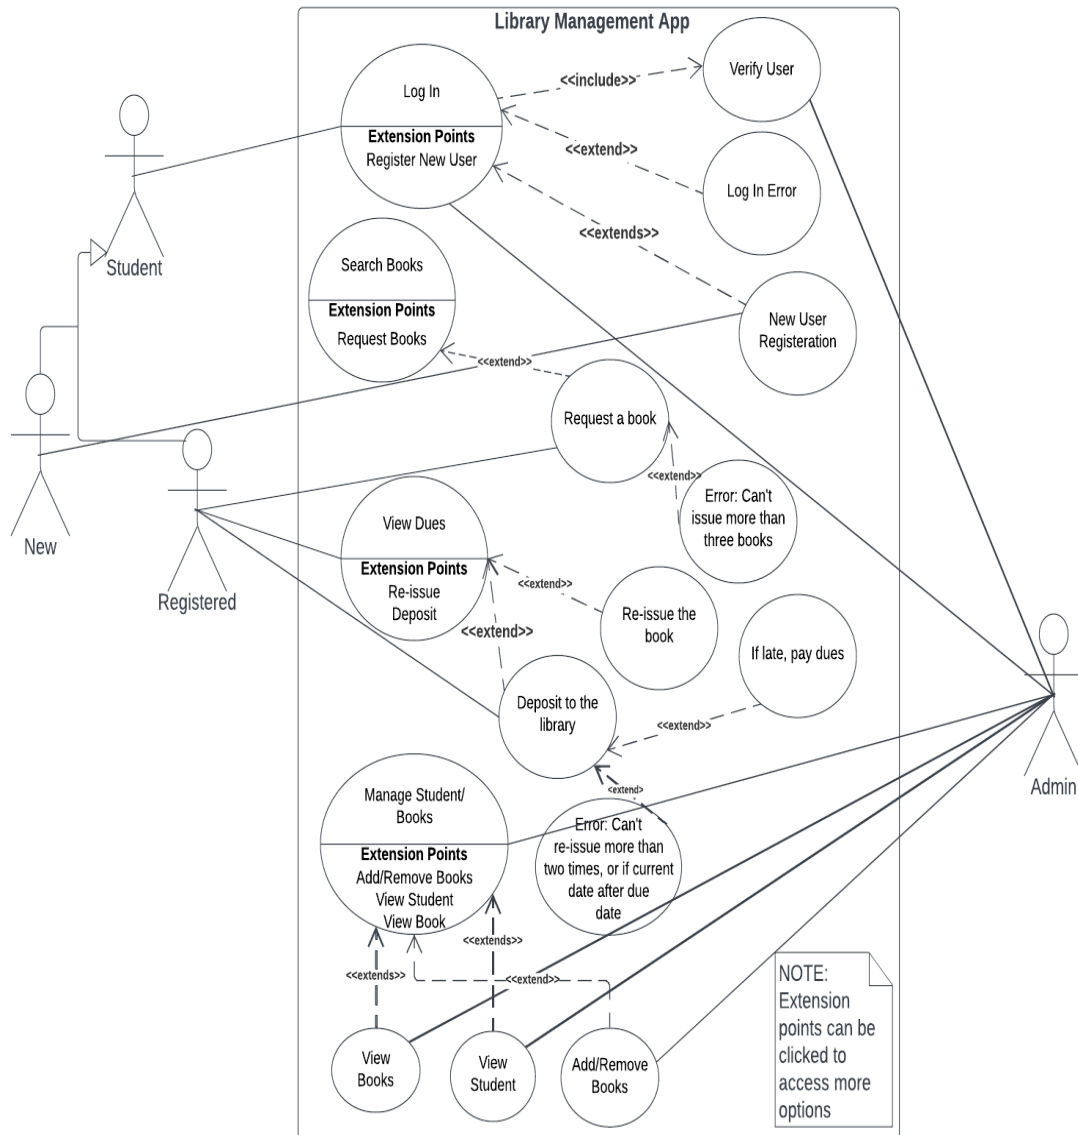 Library Management App
Log In
Extension Points
Register New User
<<include>>
Verify User
<<extend>>
Log In Error
<<extends>>
Student
Search Books
Extension Points
Request Books
<<extend>>
New User
Registeration
Request a book
<<extend>>
Error: Can't
issue more than
three books
New
Registered
View Dues
Extension Points
Re-issue
Deposit
<<extend>>
<<extend>>
Re-issue the
book
If late, pay dues
Deposit to the
library
<<extend>>
<extend>
Admin
Manage Student/
Books
Extension Points
Add/Remove Books
View Student
View Book
Error: Can't
re-issue more than
two times, or if current
date after due
date
<<extends>>
<<extends>>
<<extend>>
View
Books
View
Student
Add/Remove
Books
NOTE:
Extension
points can be
clicked to
access more
options